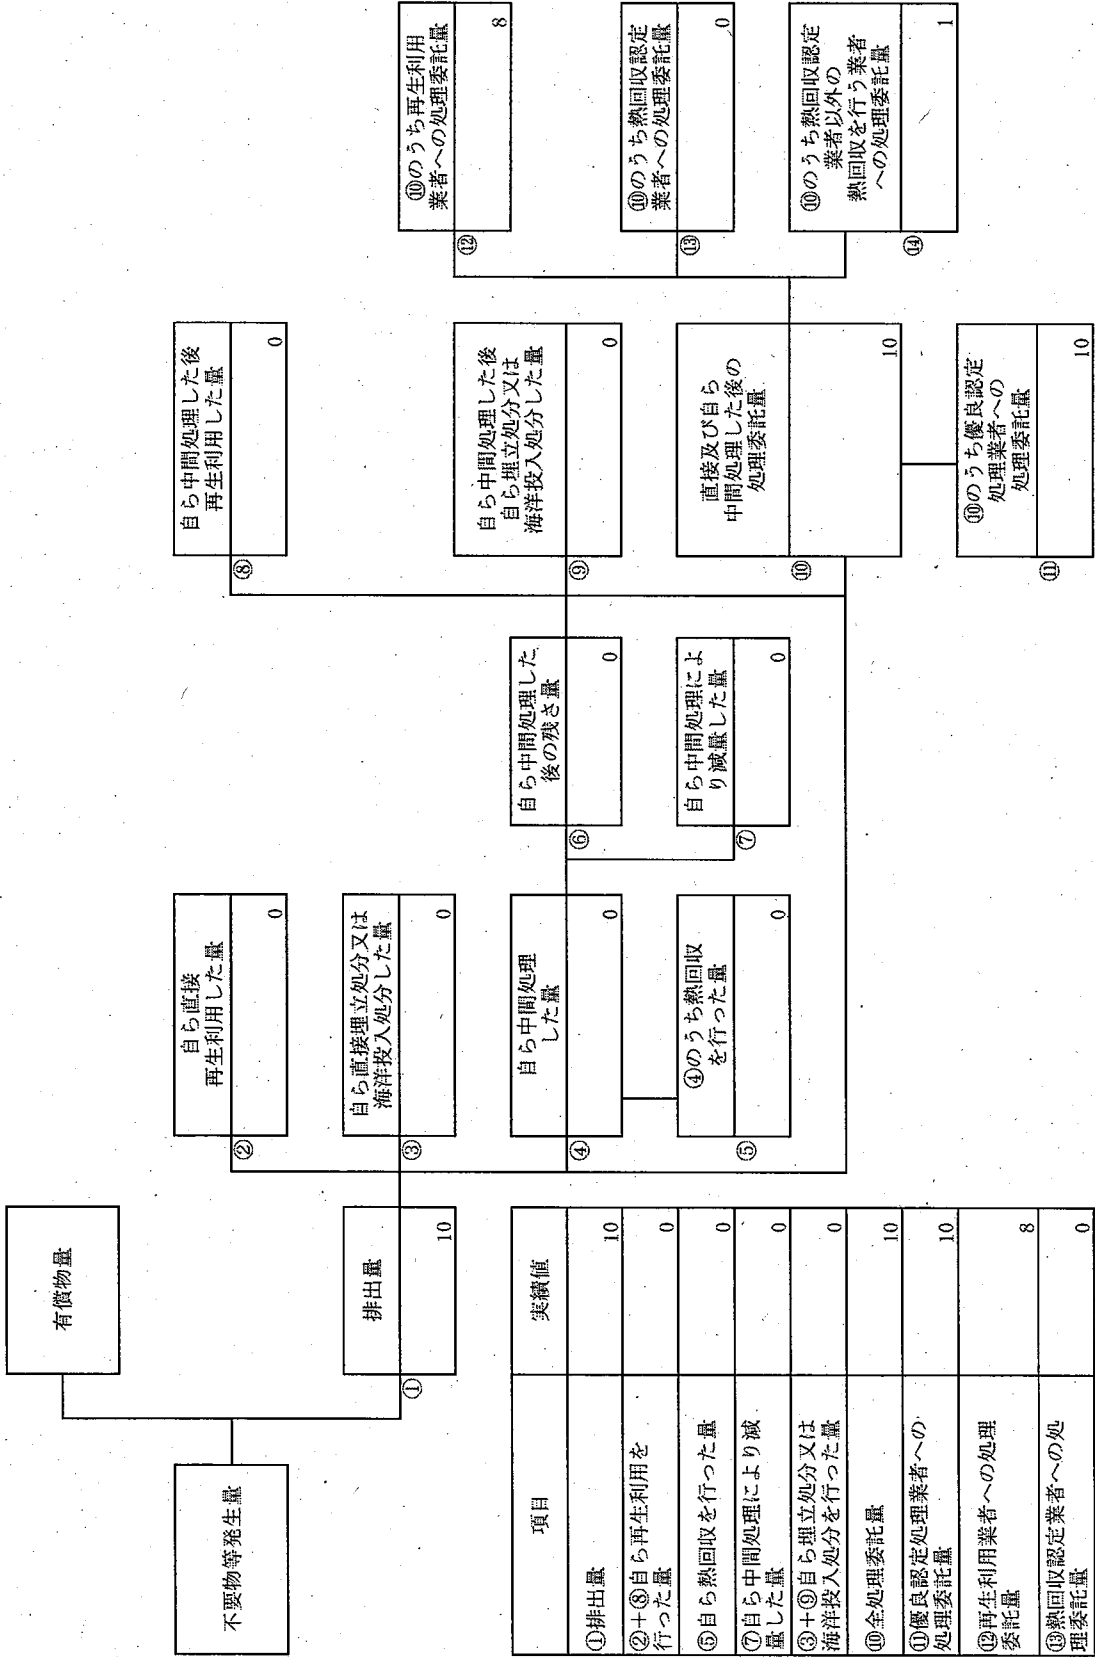 不要物等発生量
有償物量
排出量
①
10
自ら直接
再生利用した量
②
0
自ら直接埋立処分又は
海洋投入処分した量
③
0
自ら中間処理
した量
④
0
④のうち熱回収
を行った量
⑤
0
自ら中間処理した
後の残さ量
⑥
0
自ら中間処理によ
り減量した量
⑦
0
自ら中間処理した後
再生利用した量
⑧
0
自ら中間処理した後
自ら埋立処分又は
海洋投入処分した量
⑨
0
直接及び自ら
中間処理した後の
処理委託量
⑩
10
⑩のうち優良認定
処理業者への
処理委託量
⑪
10
⑩のうち再生利用
業者への処理委託量
⑫
8
⑩のうち熱回収認定
業者への処理委託量
⑬
0
⑩のうち熱回収認定
業者以外の
熱回収を行う業者
への処理委託量
⑭
1
項目 実績値
①排出量 10
②+⑧自ら再生利用を
行った量 0
⑤自ら熱回収を行った量 0
⑦自ら中間処理により減
量した量 0
③+⑨自ら埋立処分又は
海洋投入処分を行った量 0
⑩全処理委託量 10
⑪優良認定処理業者への
処理委託量 10
⑫再生利用業者への処理
委託量 8
⑬熱回収認定業者への処
理委託量 0